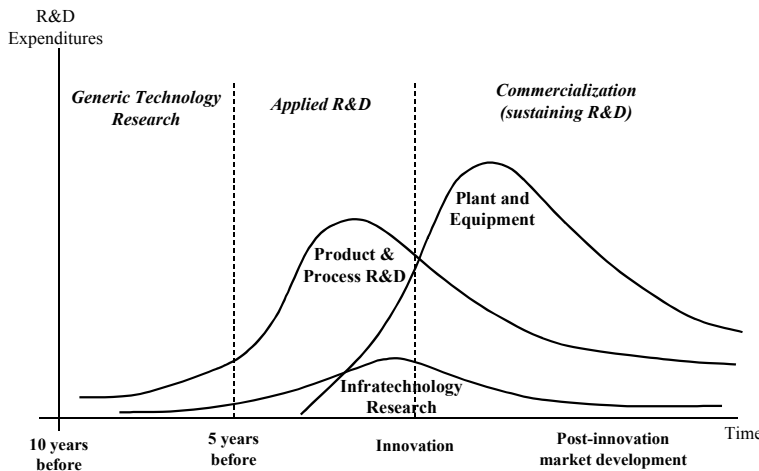 R&D
Expenditures
Generic Technology
Research
Applied R&D
Commercialization
(sustaining R&D)
Plant and
Equipment
Product &
Process R&D
Infratechnology
Research
Time
10 years
before
5 years
before
Innovation
Post-innovation
market development